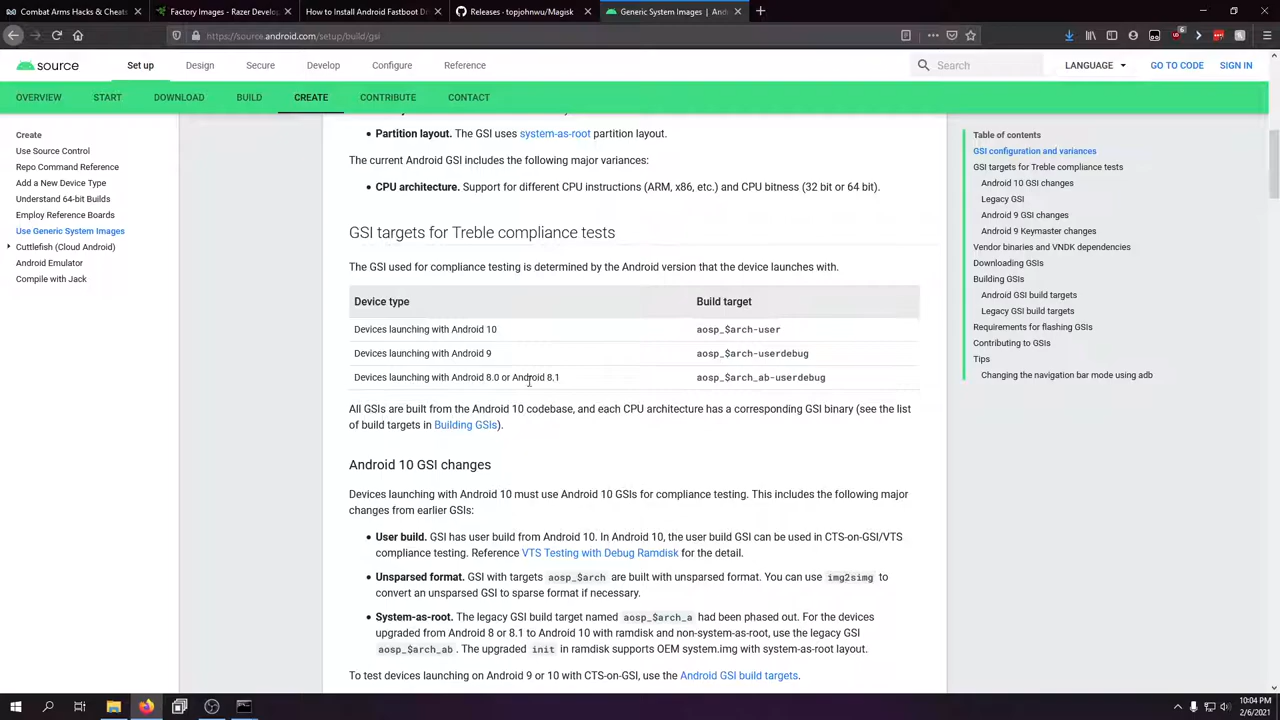 Combat Arms Hacks & Cheats
Factory Images - Razer Develo
How to Install Android Fastboot Dr
Releases · topjohnwu/Magisk
Generic System Images | Andr
https://source.android.com/setup/build/gsi
source
Set up
Design
Secure
Develop
Configure
Reference
Search
LANGUAGE
GO TO CODE
SIGN IN
OVERVIEW
START
DOWNLOAD
BUILD
CREATE
CONTRIBUTE
CONTACT
Create
Use Source Control
Repo Command Reference
Add a New Device Type
Understand 64-bit Builds
Employ Reference Boards
Use Generic System Images
Cuttlefish (Cloud Android)
Android Emulator
Compile with Jack
• Partition layout. The GSI uses system-as-root partition layout.
The current Android GSI includes the following major variances:
• CPU architecture. Support for different CPU instructions (ARM, x86, etc.) and CPU bitness (32 bit or 64 bit).
GSI targets for Treble compliance tests
The GSI used for compliance testing is determined by the Android version that the device launches with.
Device type
Build target
Devices launching with Android 10
aosp_$arch-user
Devices launching with Android 9
aosp_$arch-userdebug
Devices launching with Android 8.0 or Android 8.1
aosp_$arch_ab-userdebug
All GSIs are built from the Android 10 codebase, and each CPU architecture has a corresponding GSI binary (see the list
of build targets in Building GSIs).
Android 10 GSI changes
Devices launching with Android 10 must use Android 10 GSIs for compliance testing. This includes the following major
changes from earlier GSIs:
• User build. GSI has user build from Android 10. In Android 10, the user build GSI can be used in CTS-on-GSI/VTS
compliance testing. Reference VTS Testing with Debug Ramdisk for the detail.
• Unsparsed format. GSI with targets aosp_$arch are built with unsparsed format. You can use img2simg to
convert an unsparsed GSI to sparse format if necessary.
• System-as-root. The legacy GSI build target named aosp_$arch_a had been phased out. For the devices
upgraded from Android 8 or 8.1 to Android 10 with ramdisk and non-system-as-root, use the legacy GSI
aosp_$arch_ab. The upgraded init in ramdisk supports OEM system.img with system-as-root layout.
To test devices launching on Android 9 or 10 with CTS-on-GSI, use the Android GSI build targets.
Table of contents
GSI configuration and variances
GSI targets for Treble compliance tests
Android 10 GSI changes
Legacy GSI
Android 9 GSI changes
Android 9 Keymaster changes
Vendor binaries and VNDK dependencies
Downloading GSIs
Building GSIs
Android GSI build targets
Legacy GSI build targets
Requirements for flashing GSIs
Contributing to GSIs
Tips
Changing the navigation bar mode using adb
10:04 PM
2/6/2021